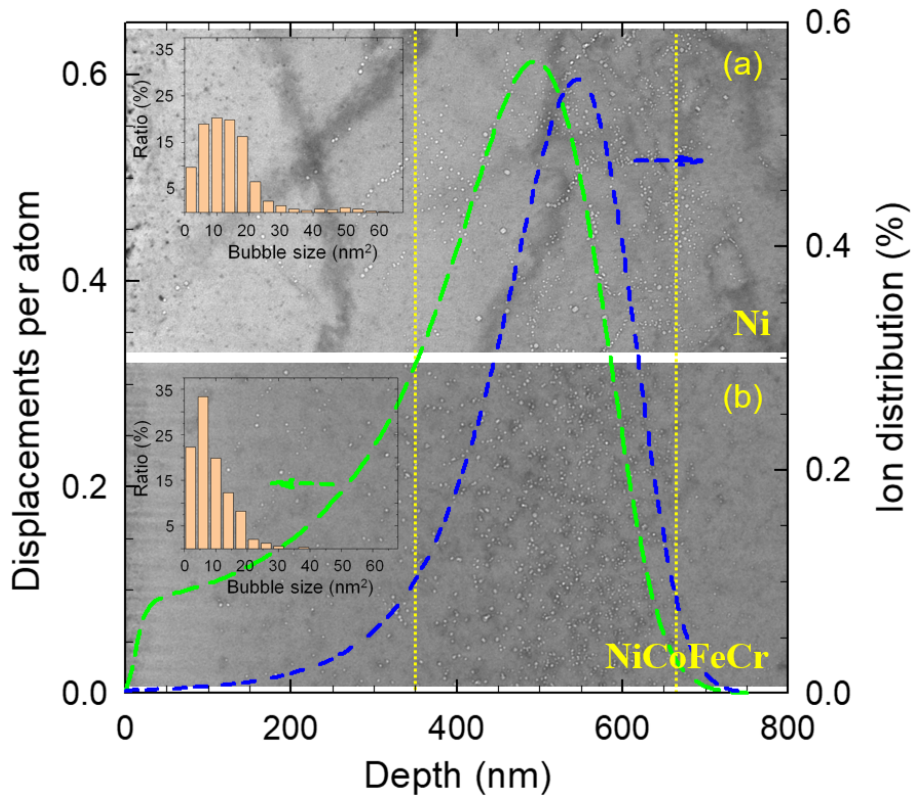 0.6
0.4
0.2
0.0
Displacements per atom
0.6
0.4
0.2
0.0
Ion distribution (%)
0
200
400
600
800
Depth (nm)
(a)
Ni
35
25
15
5
Ratio (%)
0 10 20 30 40 50 60
Bubble size (nm²)
(b)
NiCoFeCr
35
25
15
5
Ratio (%)
0 10 20 30 40 50 60
Bubble size (nm²)